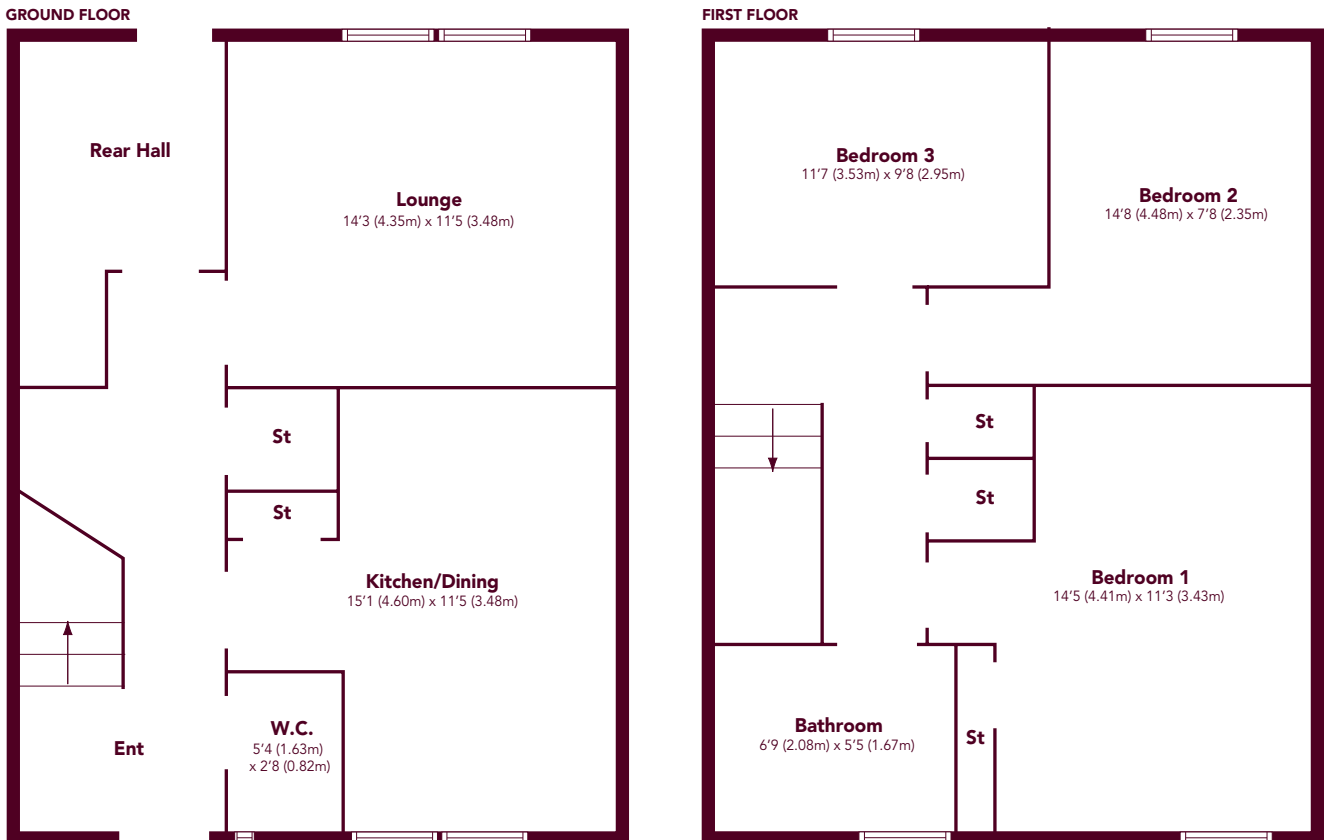 GROUND FLOOR
Rear Hall
Lounge
14'3 (4.35m) x 11'5 (3.48m)
St
St
Kitchen/Dining
15'1 (4.60m) x 11'5 (3.48m)
W.C.
5'4 (1.63m)
x 2'8 (0.82m)
Ent
FIRST FLOOR
Bedroom 3
11'7 (3.53m) x 9'8 (2.95m)
Bedroom 2
14'8 (4.48m) x 7'8 (2.35m)
St
St
Bedroom 1
14'5 (4.41m) x 11'3 (3.43m)
Bathroom
6'9 (2.08m) x 5'5 (1.67m)
St